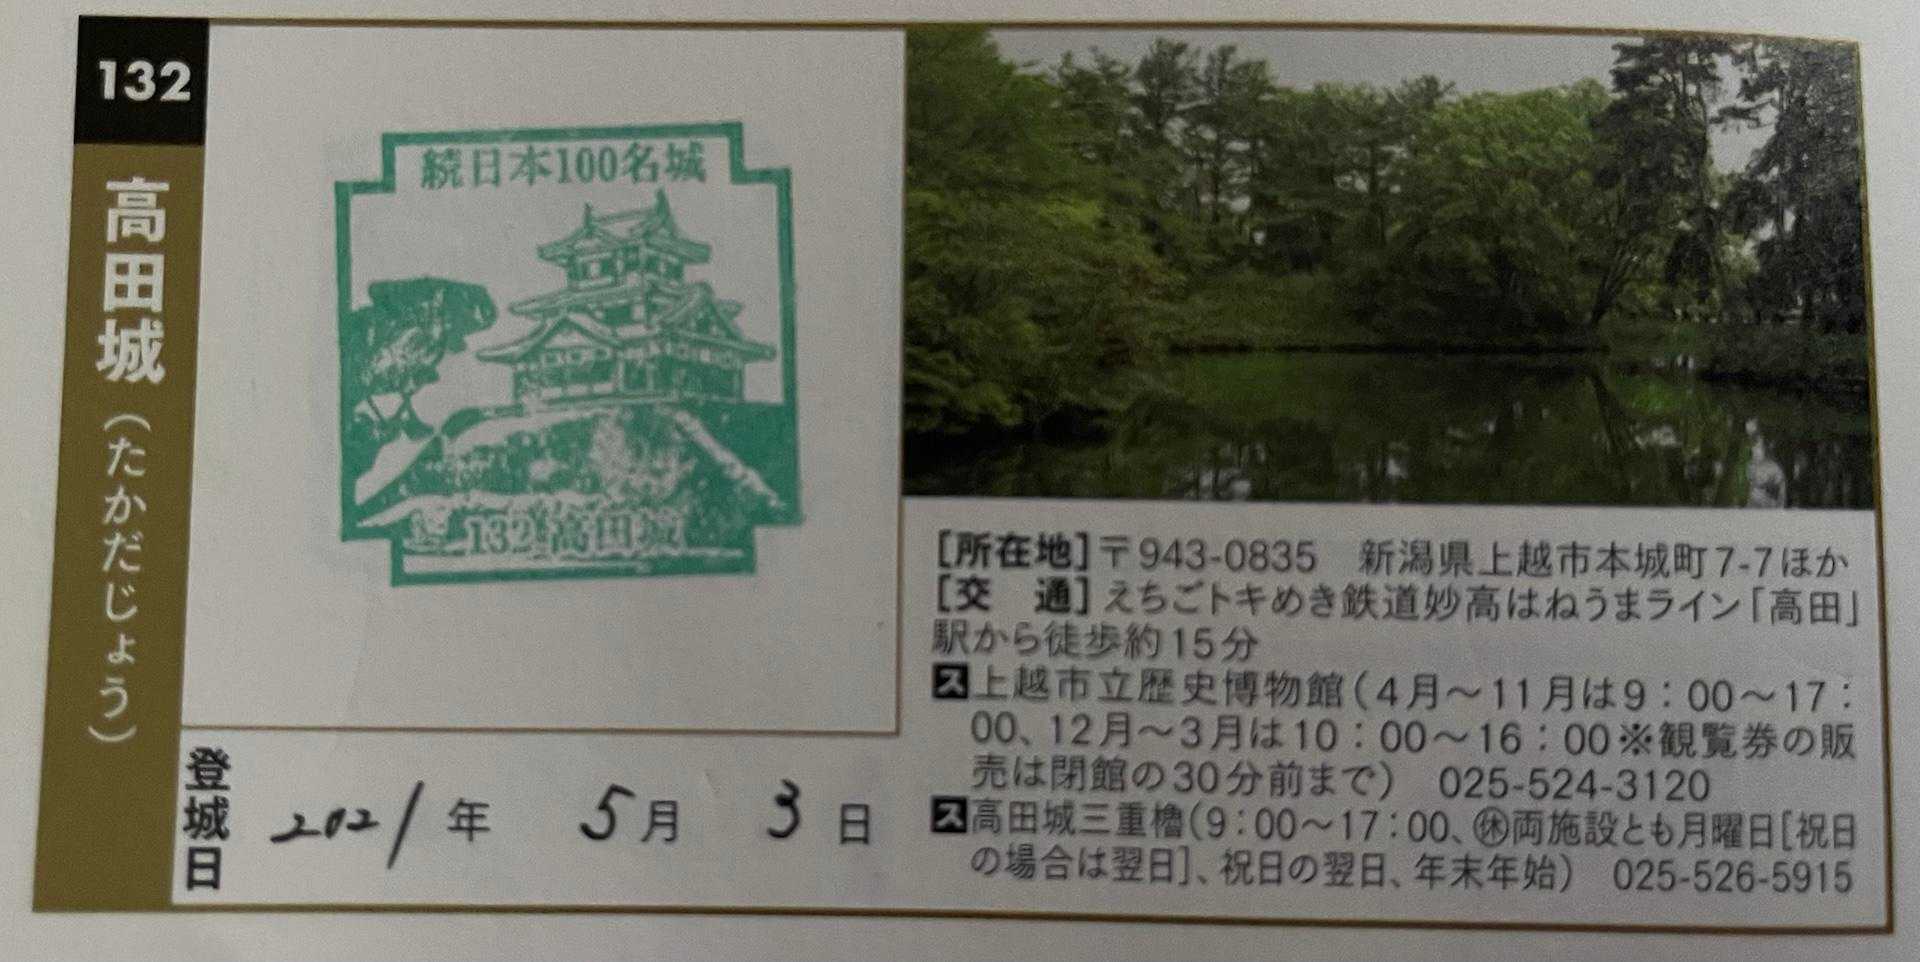 132
高田城(たかだじょう)
続日本100名城
132 高田城
登城日
2021年 5月 3日
[所在地]〒943-0835 新潟県上越市本城町7-7ほか
[交 通]えちごトキめき鉄道妙高はねうまライン「高田」
駅から徒歩約15分
ス上越市立歴史博物館(4月～11月は9:00～17:
00、12月～3月は10:00～16:00※観覧券の販
売は閉館の30分前まで) 025-524-3120
ス高田城三重櫓(9:00～17:00、㊡両施設とも月曜日[祝日
の場合は翌日]、祝日の翌日、年末年始) 025-526-5915